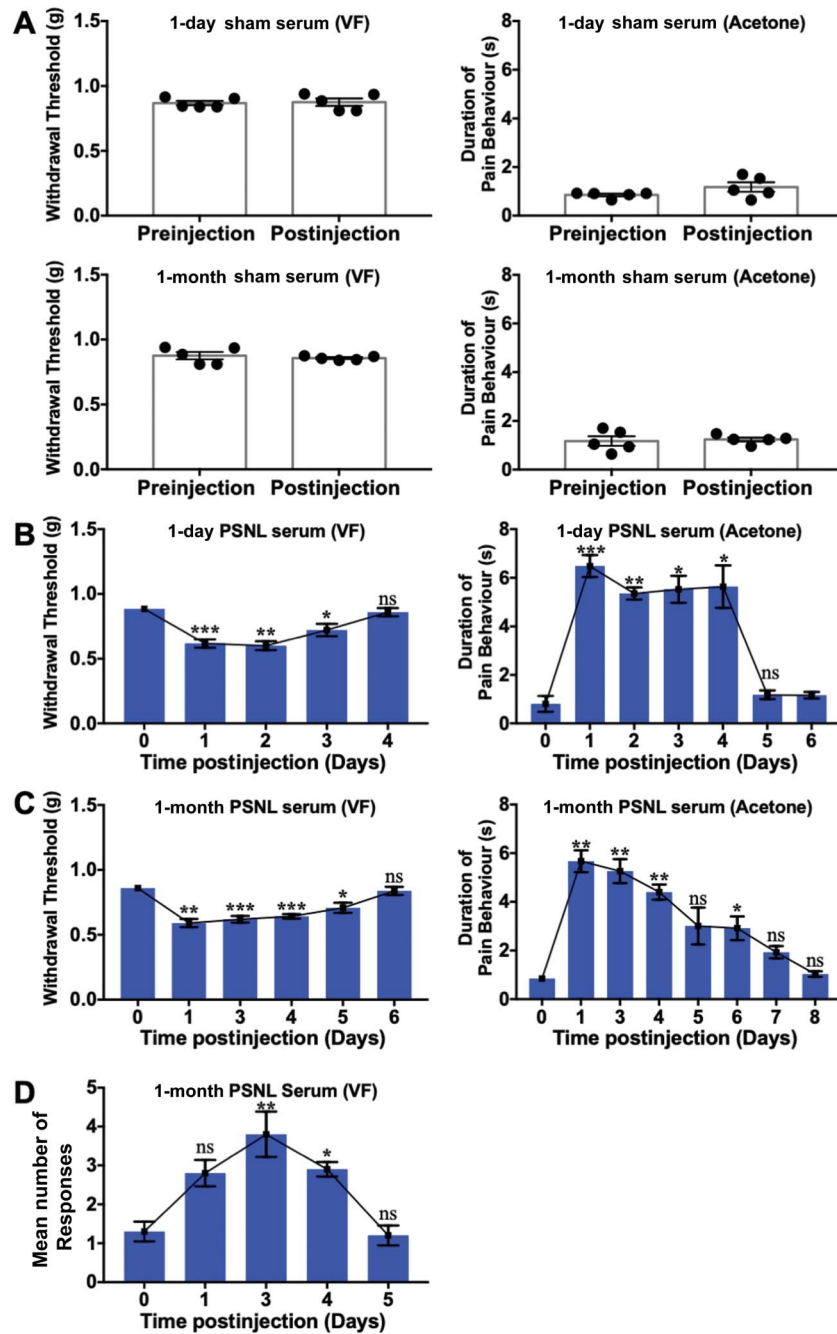 A
1-day sham serum (VF)
Withdrawal Threshold (g)
1.5
1.0
0.5
0.0
Preinjection Postinjection
1-day sham serum (Acetone)
Duration of
Pain Behaviour (s)
8
6
4
2
0
Preinjection Postinjection
1-month sham serum (VF)
Withdrawal Threshold (g)
1.5
1.0
0.5
0.0
Preinjection Postinjection
1-month sham serum (Acetone)
Duration of
Pain Behaviour (s)
8
6
4
2
0
Preinjection Postinjection
B
1-day PSNL serum (VF)
Withdrawal Threshold (g)
1.5
1.0
0.5
0.0
*** ** * ns
0 1 2 3 4
Time postinjection (Days)
1-day PSNL serum (Acetone)
Duration of
Pain Behaviour (s)
8
6
4
2
0
*** ** * * ns
0 1 2 3 4 5 6
Time postinjection (Days)
C
1-month PSNL serum (VF)
Withdrawal Threshold (g)
1.5
1.0
0.5
0.0
** *** *** * ns
0 1 3 4 5 6
Time postinjection (Days)
1-month PSNL serum (Acetone)
Duration of
Pain Behaviour (s)
8
6
4
2
0
** ** ** ns * ns ns
0 1 3 4 5 6 7 8
Time postinjection (Days)
D
1-month PSNL Serum (VF)
Mean number of
Responses
5
4
3
2
1
0
ns ** * ns
0 1 3 4 5
Time postinjection (Days)